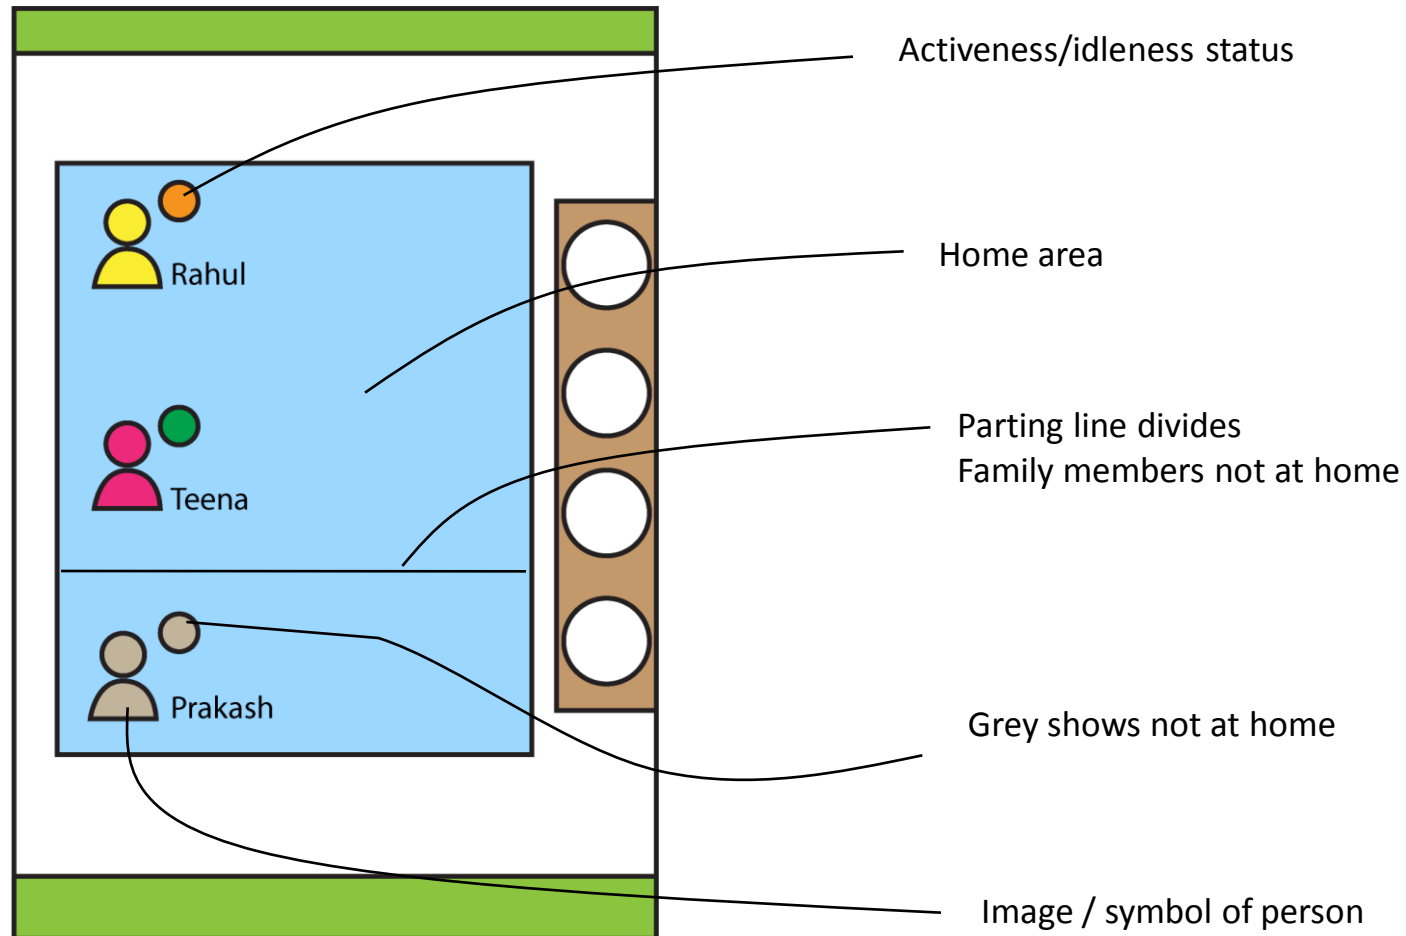 Activeness/idleness status
Rahul
Home area
Parting line divides
Family members not at home
Teena
Prakash
Grey shows not at home
Image / symbol of person